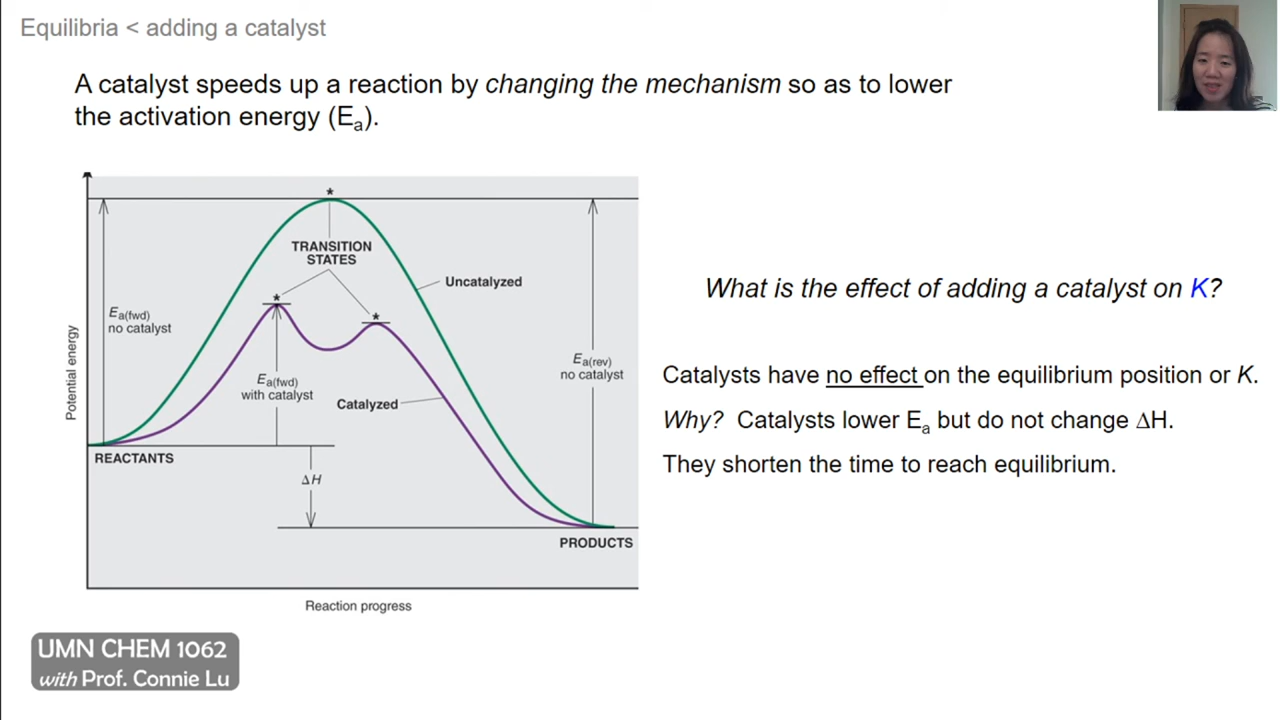 Equilibria < adding a catalyst
A catalyst speeds up a reaction by changing the mechanism so as to lower
the activation energy (Ea).
*
TRANSITION
STATES
*
*
Uncatalyzed
Ea(fwd)
no catalyst
Ea(rev)
no catalyst
Ea(fwd)
with catalyst
Catalyzed
REACTANTS
ΔH
PRODUCTS
Potential energy
Reaction progress
What is the effect of adding a catalyst on K?
Catalysts have no effect on the equilibrium position or K.
Why? Catalysts lower Ea but do not change ΔH.
They shorten the time to reach equilibrium.
UMN CHEM 1062
with Prof. Connie Lu